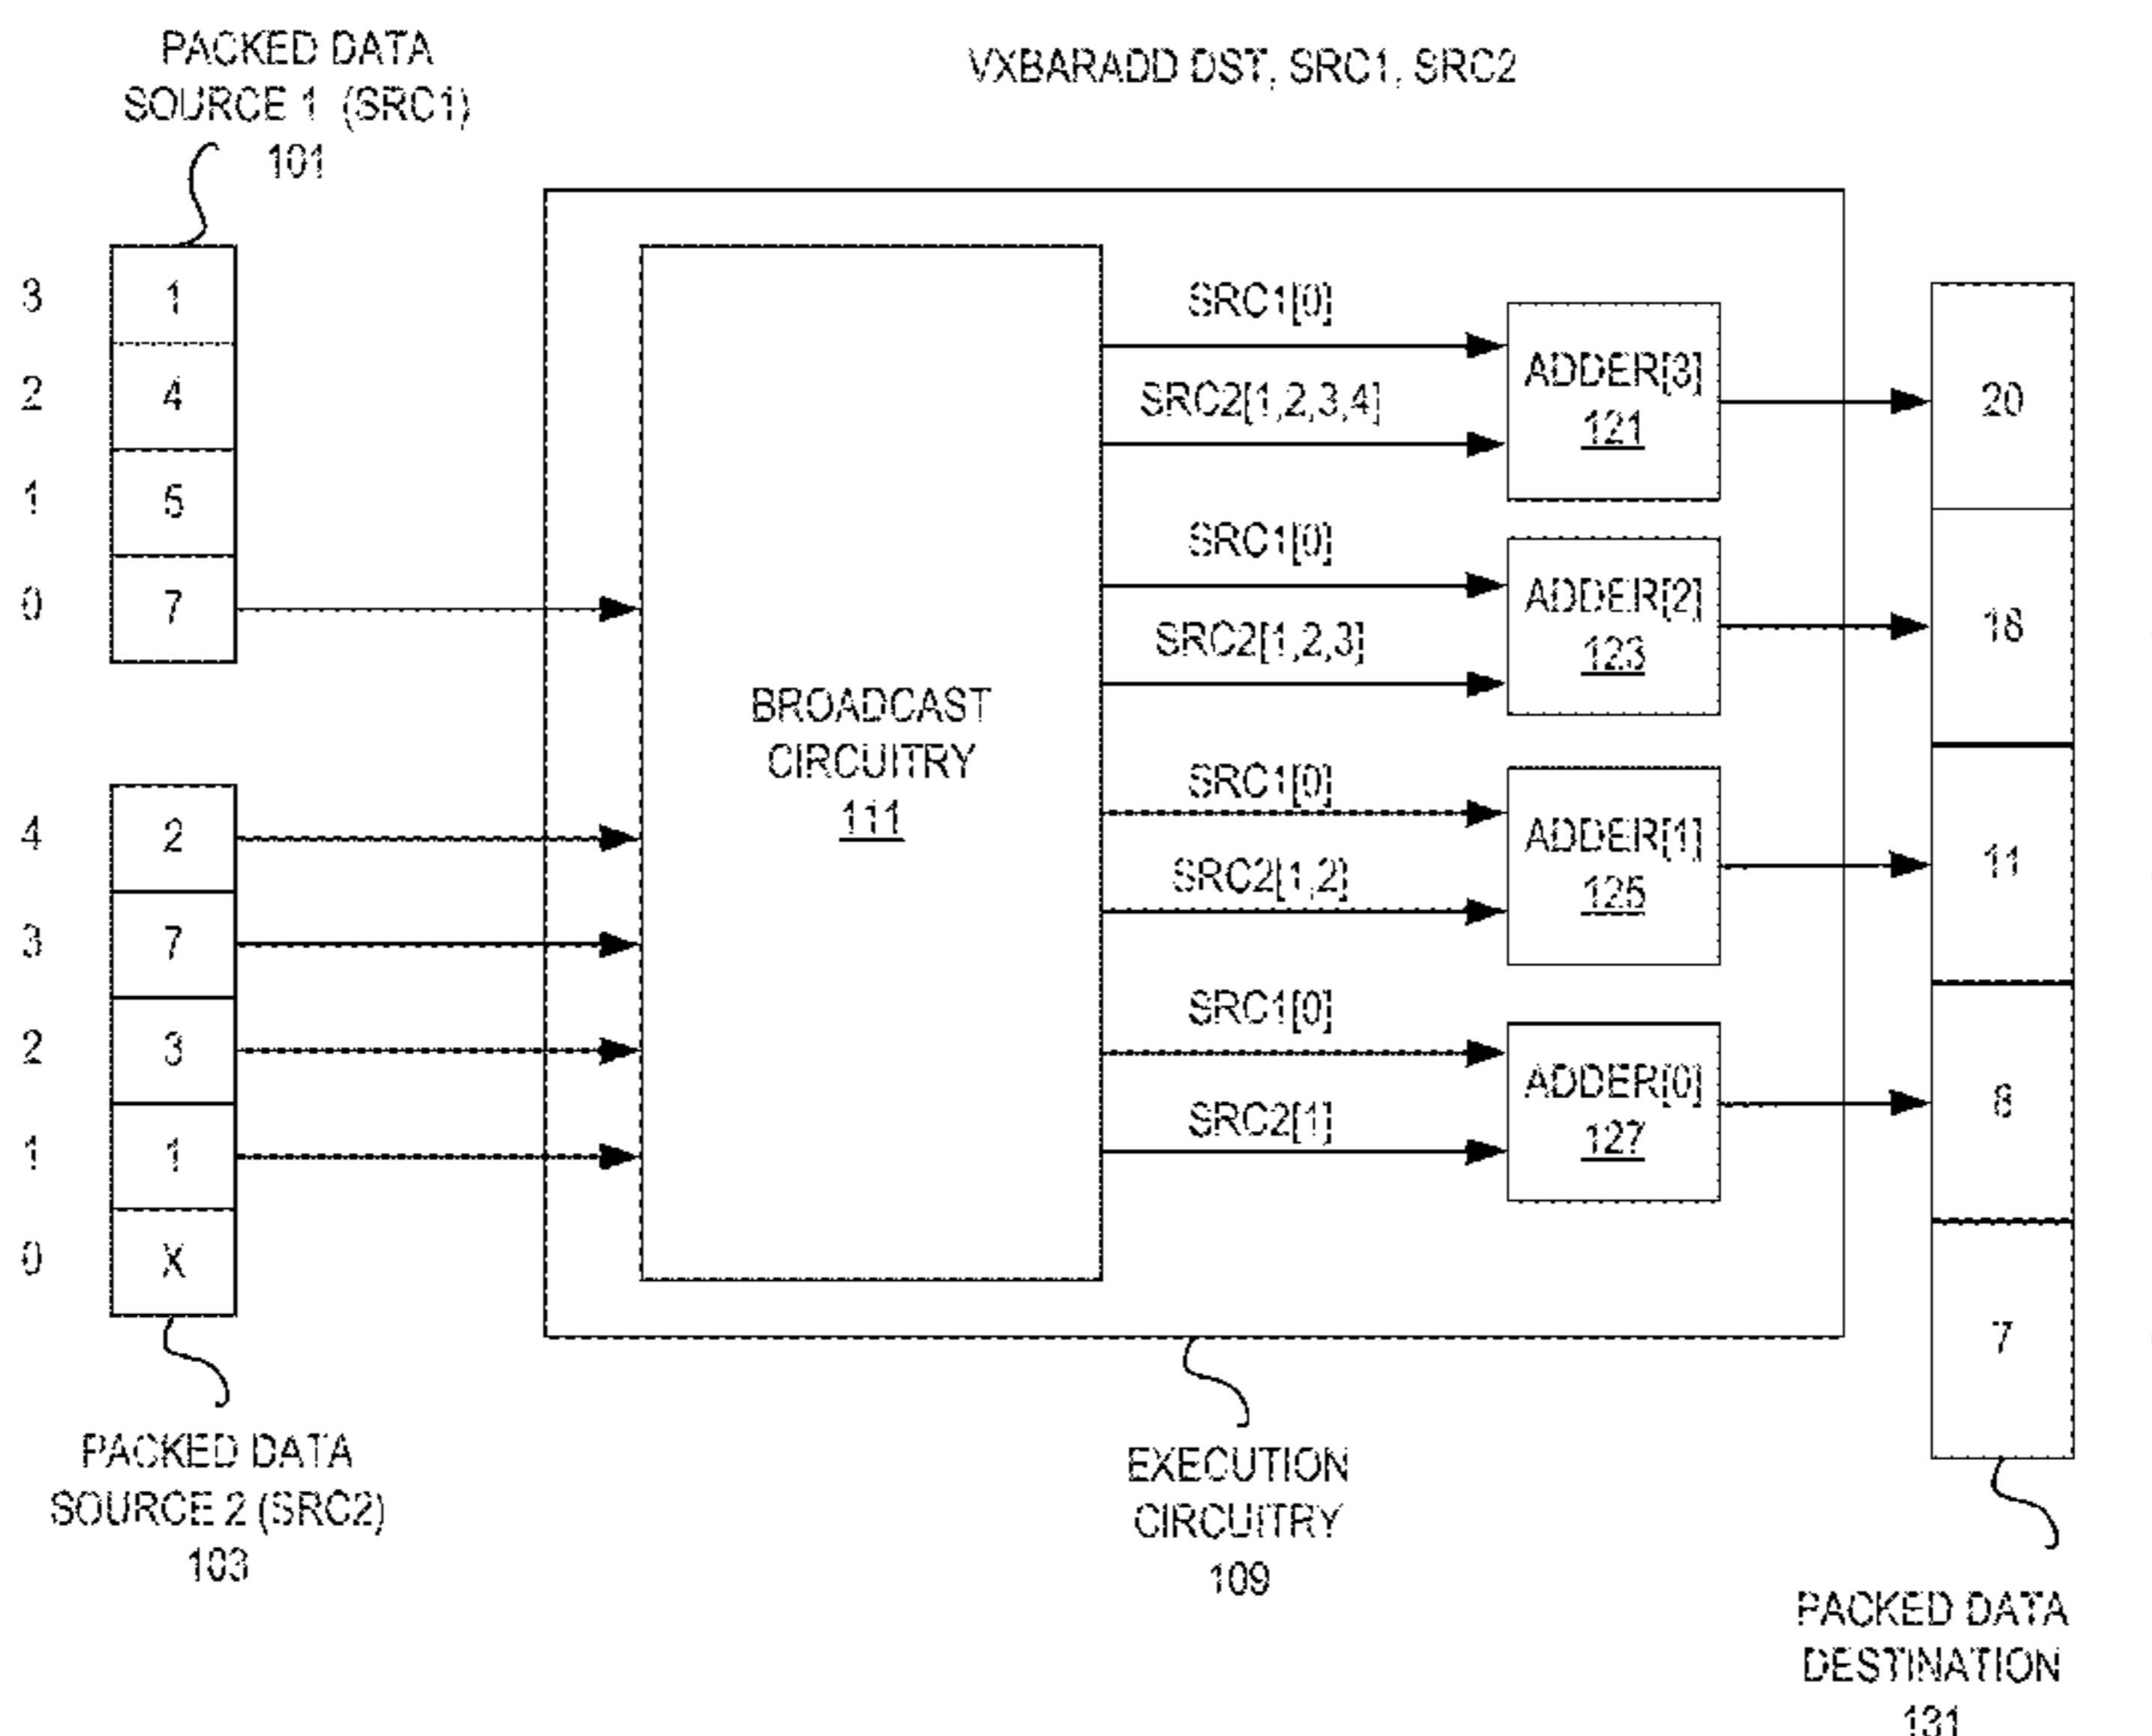 PACKED DATA
SOURCE 1 (SRC1)
101
VXBARADD DST, SRC1, SRC2
3
1
2
4
1
5
0
7
4
2
3
7
2
3
1
1
0
X
PACKED DATA
SOURCE 2 (SRC2)
103
BROADCAST
CIRCUITRY
111
SRC1[0]
SRC2[1,2,3,4]
SRC1[0]
SRC2[1,2,3]
SRC1[0]
SRC2[1,2]
SRC1[0]
SRC2[1]
ADDER[3]
121
ADDER[2]
123
ADDER[1]
125
ADDER[0]
127
EXECUTION
CIRCUITRY
109
20
18
11
8
7
PACKED DATA
DESTINATION
131